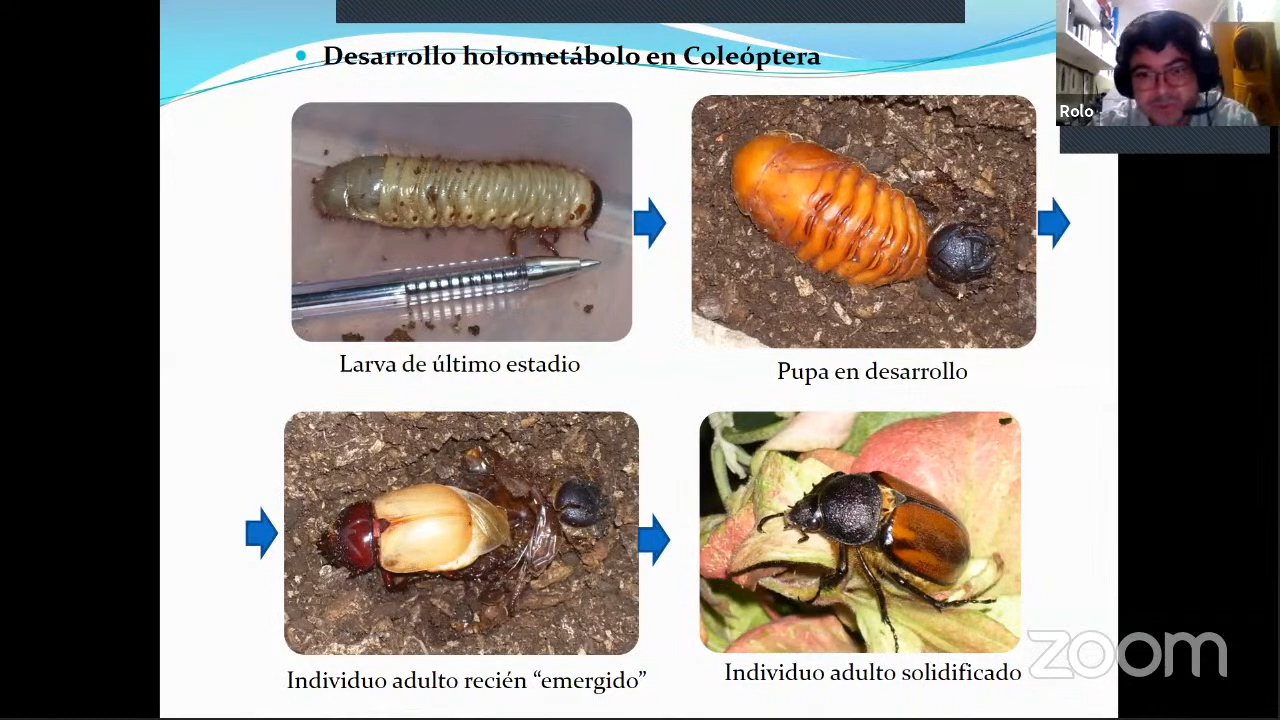 Desarrollo holometábolo en Coleóptera
Rolo
Larva de último estadio
Pupa en desarrollo
Individuo adulto recién “emergido”
Individuo adulto solidificado
zoom